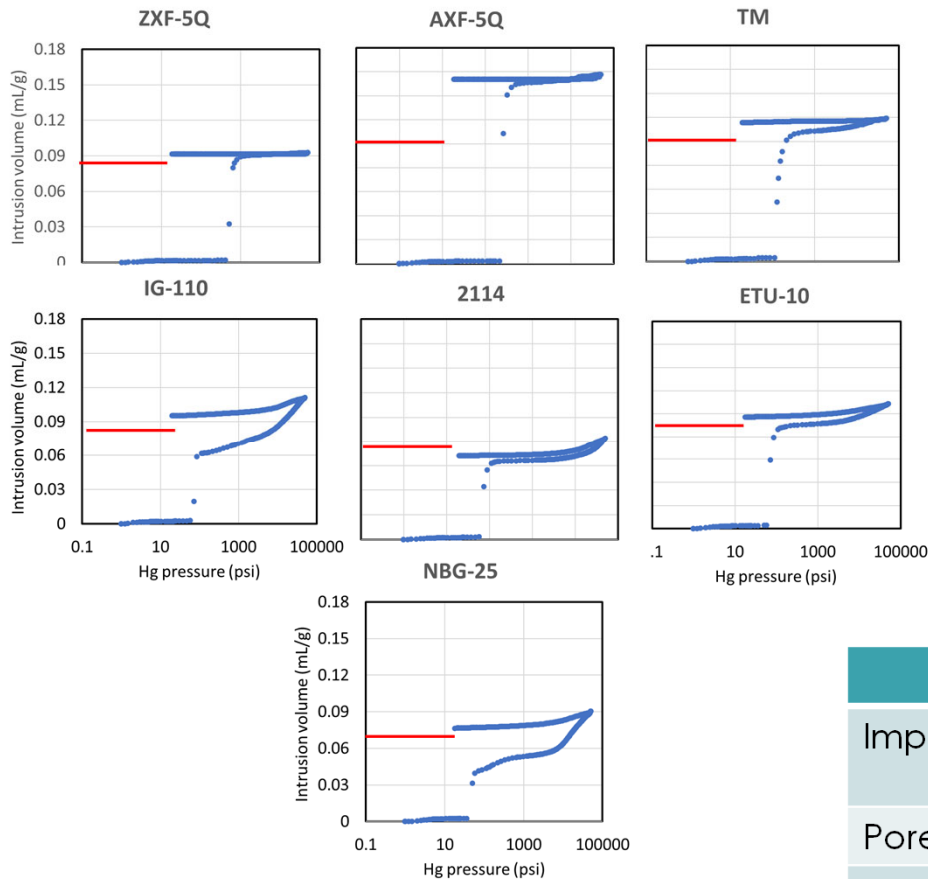 ZXF-5Q
AXF-5Q
TM
Intrusion volume (mL/g)
0.18
0.15
0.12
0.09
0.06
0.03
0
IG-110
2114
ETU-10
Intrusion volume (mL/g)
0.18
0.15
0.12
0.09
0.06
0.03
0
0.1
10
1000
100000
Hg pressure (psi)
.1
10
1000
100000
Hg pressure (psi)
NBG-25
Intrusion volume (mL/g)
0.18
0.15
0.12
0.09
0.06
0.03
0
0.1
10
1000
100000
Hg pressure (psi)
Imp
Pore